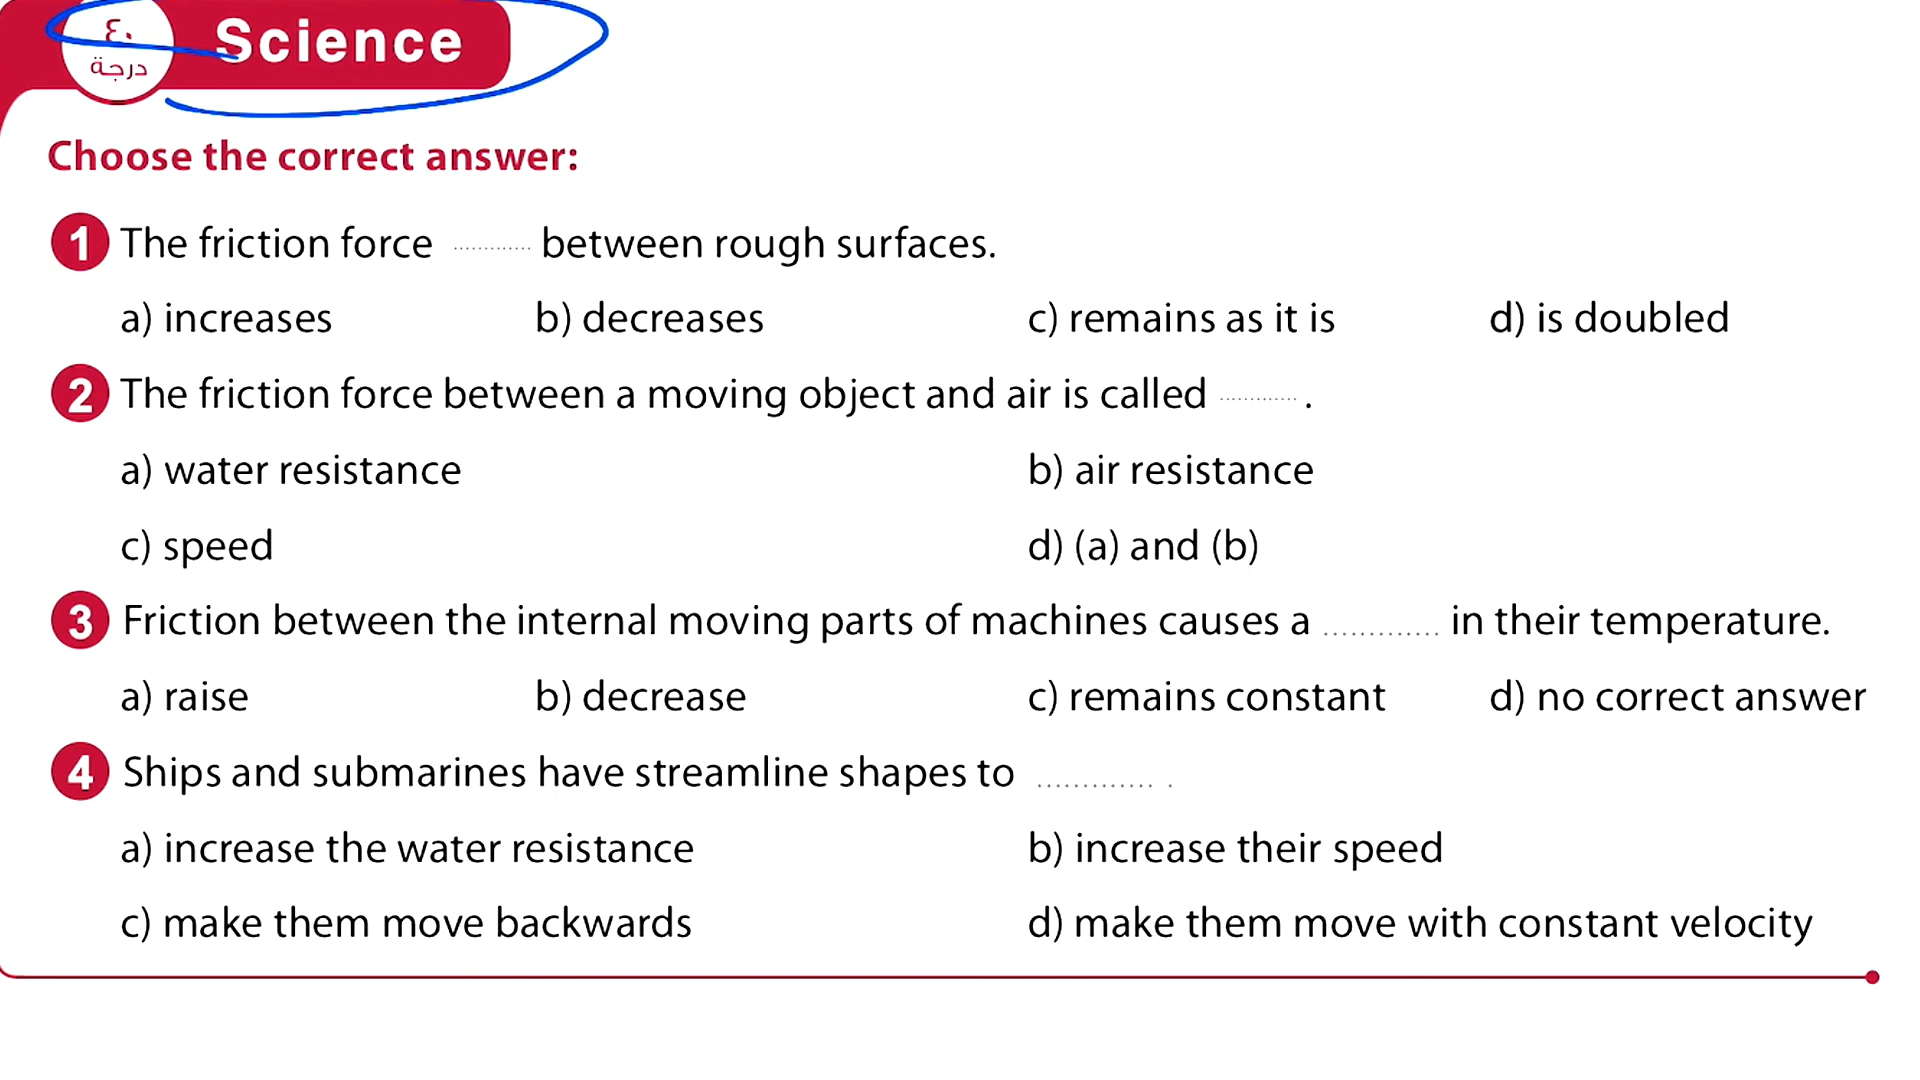 ٤٠
درجة
Science
Choose the correct answer:
1 The friction force ............. between rough surfaces.
a) increases b) decreases c) remains as it is d) is doubled
2 The friction force between a moving object and air is called ............. .
a) water resistance b) air resistance
c) speed d) (a) and (b)
3 Friction between the internal moving parts of machines causes a ............. in their temperature.
a) raise b) decrease c) remains constant d) no correct answer
4 Ships and submarines have streamline shapes to ............. .
a) increase the water resistance b) increase their speed
c) make them move backwards d) make them move with constant velocity